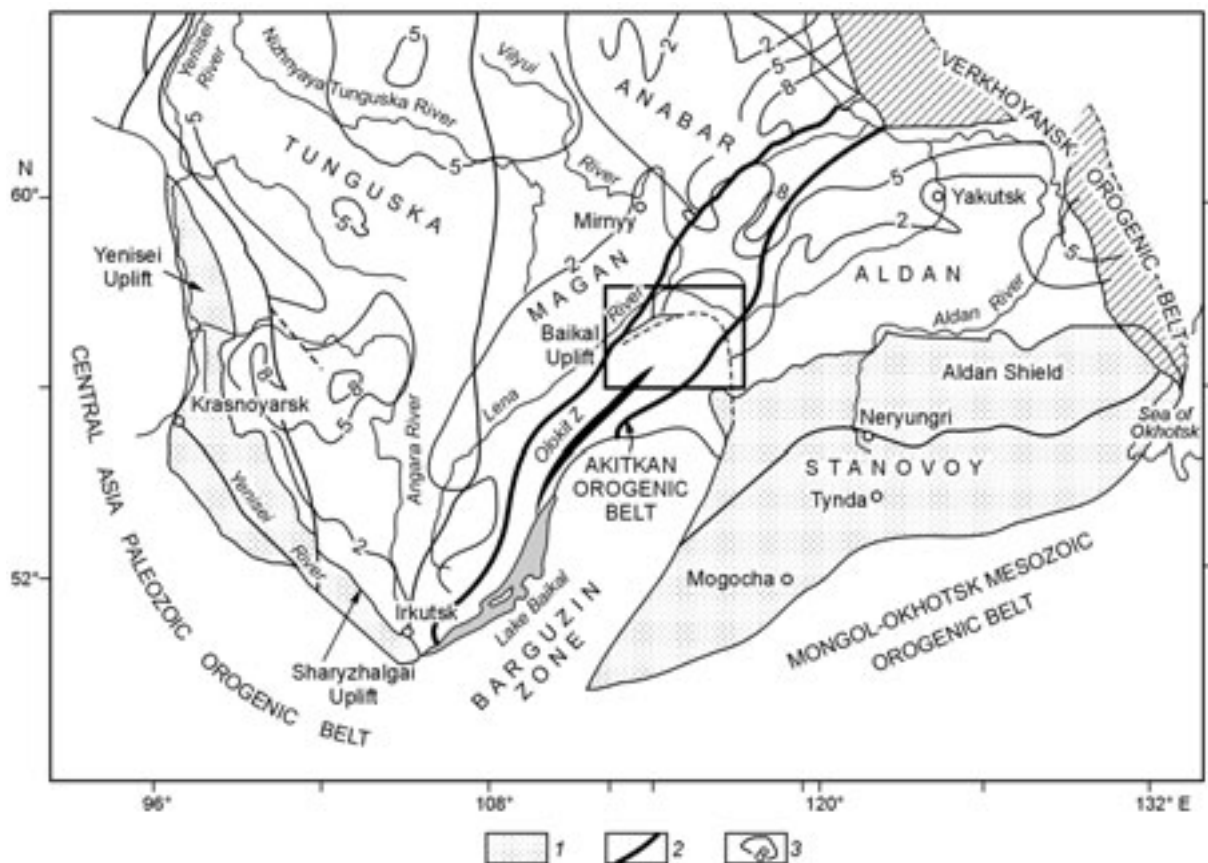 VERKHOYANSK
OROGENIC
BELT
Yenisei
River
Nizhnyaya Tunguska River
Vilyui
River
ANABAR
TUNGUSKA
5
2
2
5
8
5
5
5
8
5
2
N
60°
Mirnyy
Yakutsk
5
2
Yenisei
Uplift
MAGAN
ALDAN
Aldan River
River
Baikal
Uplift
8
8
5
Krasnoyarsk
Lena
Olokit Z
Angara River
Aldan Shield
Neryungri
Sea of
Okhotsk
STANOVOY
Tynda
AKITKAN
OROGENIC
BELT
CENTRAL ASIA PALEOZOIC OROGENIC BELT
Yenisei
River
2
52°
Mogocha
Irkutsk
Lake Baikal
BARGUZIN
ZONE
MONGOL-OKHOTSK MESOZOIC
OROGENIC BELT
Sharyzhalgai
Uplift
96° 108° 120° 132° E
1 2 8 3